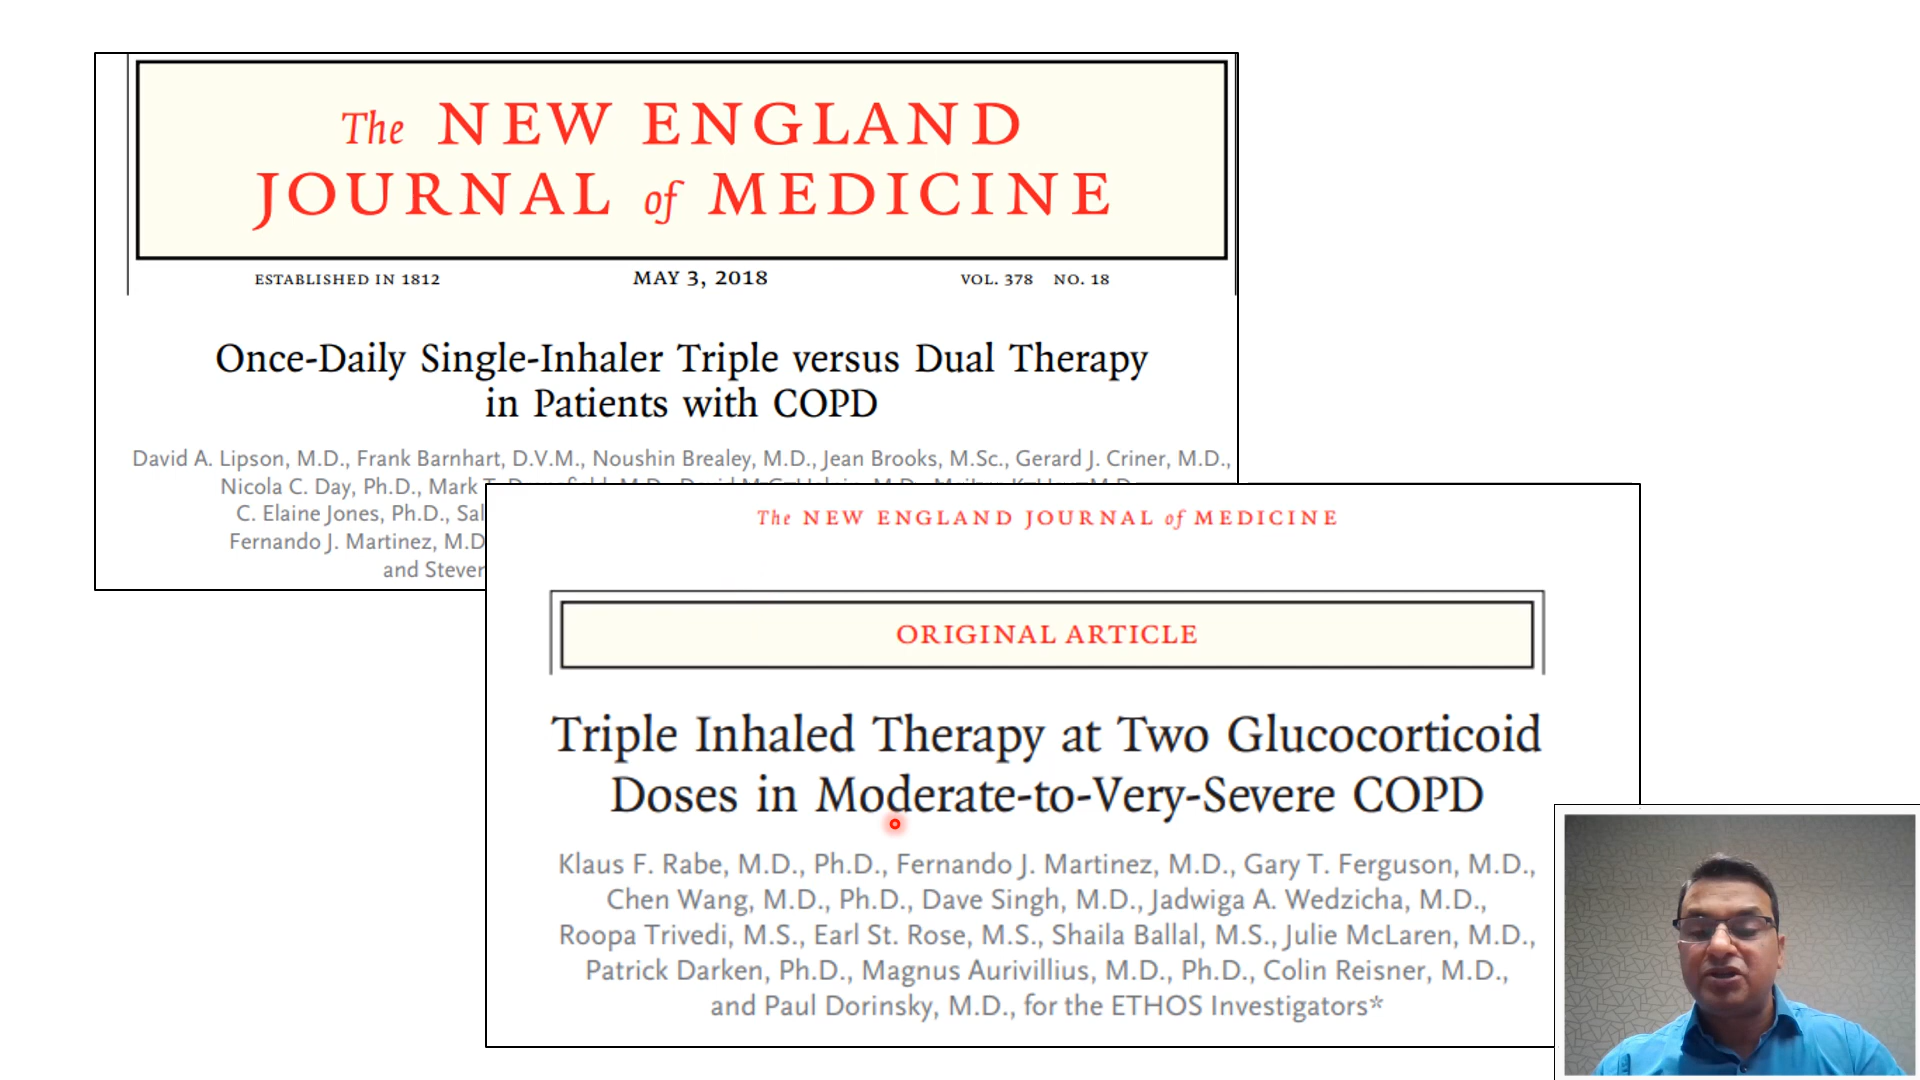 The NEW ENGLAND
JOURNAL of MEDICINE
ESTABLISHED IN 1812 MAY 3, 2018 VOL. 378 NO. 18
Once-Daily Single-Inhaler Triple versus Dual Therapy
in Patients with COPD
David A. Lipson, M.D., Frank Barnhart, D.V.M., Noushin Brealey, M.D., Jean Brooks, M.Sc., Gerard J. Criner, M.D.,
Nicola C. Day, Ph.D., Mark T.
C. Elaine Jones, Ph.D., Sal
Fernando J. Martinez, M.D
and Steven
The NEW ENGLAND JOURNAL of MEDICINE
ORIGINAL ARTICLE
Triple Inhaled Therapy at Two Glucocorticoid
Doses in Moderate-to-Very-Severe COPD
Klaus F. Rabe, M.D., Ph.D., Fernando J. Martinez, M.D., Gary T. Ferguson, M.D.,
Chen Wang, M.D., Ph.D., Dave Singh, M.D., Jadwiga A. Wedzicha, M.D.,
Roopa Trivedi, M.S., Earl St. Rose, M.S., Shaila Ballal, M.S., Julie McLaren, M.D.,
Patrick Darken, Ph.D., Magnus Aurivillius, M.D., Ph.D., Colin Reisner, M.D.,
and Paul Dorinsky, M.D., for the ETHOS Investigators*